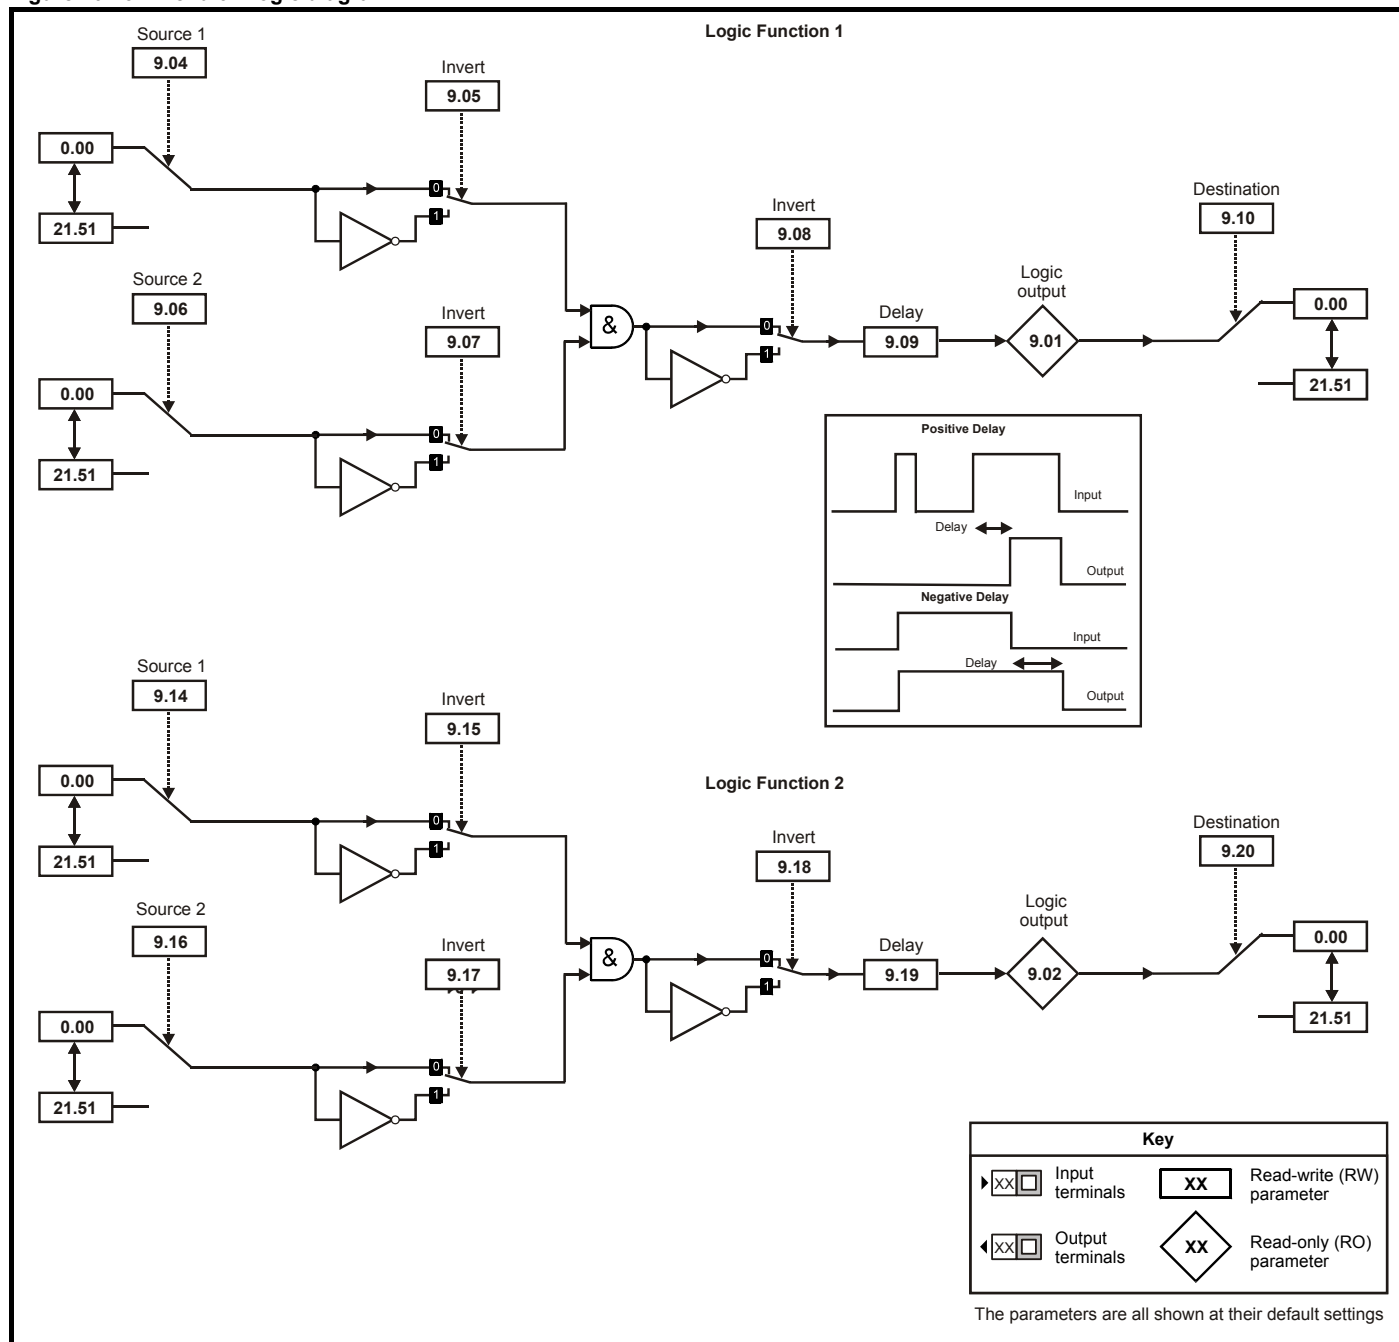 Logic Function 1
Source 1
9.04
Invert
9.05
0.00
21.51
0
1
Source 2
9.06
Invert
9.07
0.00
21.51
0
1
&
Invert
9.08
0
1
Delay
9.09
Logic
output
9.01
Destination
9.10
0.00
21.51
Positive Delay
Input
Delay
Output
Negative Delay
Input
Delay
Output
Logic Function 2
Source 1
9.14
Invert
9.15
0.00
21.51
0
1
Source 2
9.16
Invert
9.17
0.00
21.51
0
1
&
Invert
9.18
0
1
Delay
9.19
Logic
output
9.02
Destination
9.20
0.00
21.51
Key
XX
Input
terminals
XX
Read-write (RW)
parameter
XX
Output
terminals
XX
Read-only (RO)
parameter
The parameters are all shown at their default settings